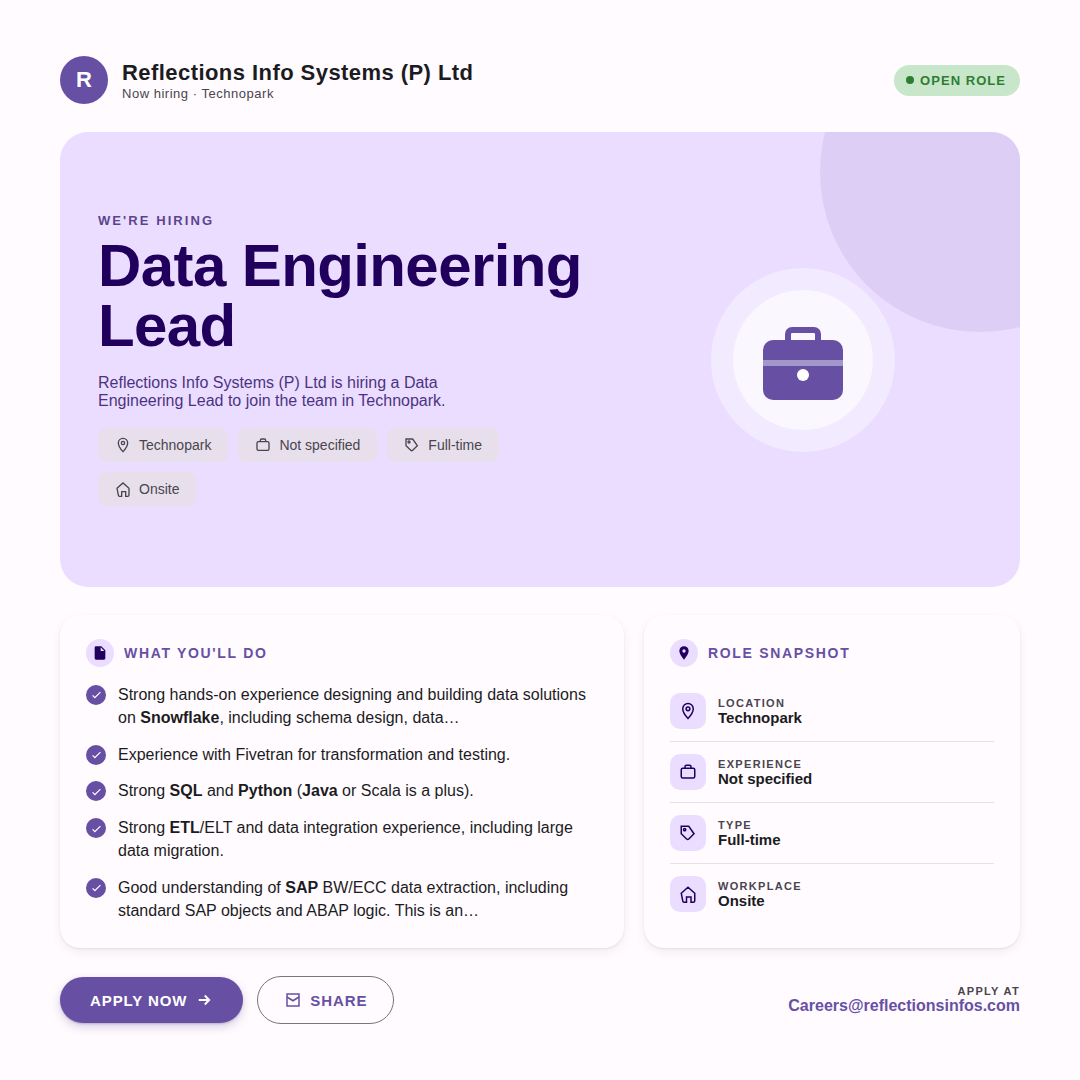 R
Reflections Info Systems (P) Ltd
Now hiring · Technopark
OPEN ROLE
WE'RE HIRING
Data Engineering
Lead
Reflections Info Systems (P) Ltd is hiring a Data
Engineering Lead to join the team in Technopark.
Technopark
Not specified
Full-time
Onsite
WHAT YOU'LL DO
Strong hands-on experience designing and building data solutions
on Snowflake, including schema design, data…
Experience with Fivetran for transformation and testing.
Strong SQL and Python (Java or Scala is a plus).
Strong ETL/ELT and data integration experience, including large
data migration.
Good understanding of SAP BW/ECC data extraction, including
standard SAP objects and ABAP logic. This is an…
ROLE SNAPSHOT
LOCATION
Technopark
EXPERIENCE
Not specified
TYPE
Full-time
WORKPLACE
Onsite
APPLY NOW
SHARE
APPLY AT
Careers@reflectionsinfos.com